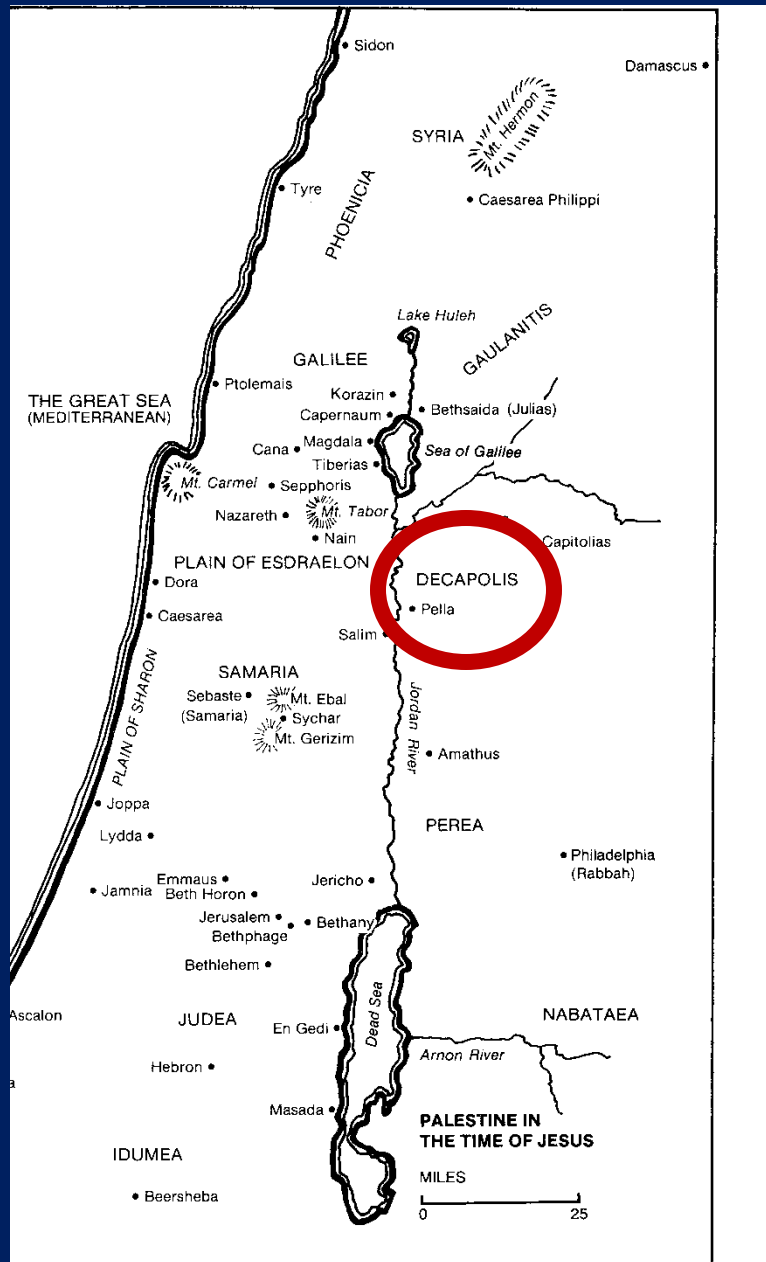 Sidon
Damascus
Mt. Hermon
SYRIA
Tyre
PHOENICIA
Caesarea Philippi
Lake Huleh
GAULANITIS
GALILEE
Ptolemais
Korazin
THE GREAT SEA
(MEDITERRANEAN)
Capernaum
Bethsaida (Julias)
Magdala
Cana
Sea of Galilee
Tiberias
Mt. Carmel
Sepphoris
Nazareth
Mt. Tabor
Nain
Capitolias
PLAIN OF ESDRAELON
DECAPOLIS
Dora
Pella
Caesarea
Salim
SAMARIA
Sebaste
(Samaria)
Mt. Ebal
Sychar
Mt. Gerizim
Jordan River
PLAIN OF SHARON
Amathus
Joppa
PEREA
Lydda
Philadelphia
(Rabbah)
Emmaus
Jericho
Jamnia
Beth Horon
Jerusalem
Bethany
Bethphage
Bethlehem
Dead Sea
Ascalon
JUDEA
En Gedi
NABATAEA
Arnon River
Hebron
a
Masada
PALESTINE IN
THE TIME OF JESUS
IDUMEA
MILES
Beersheba
0 25